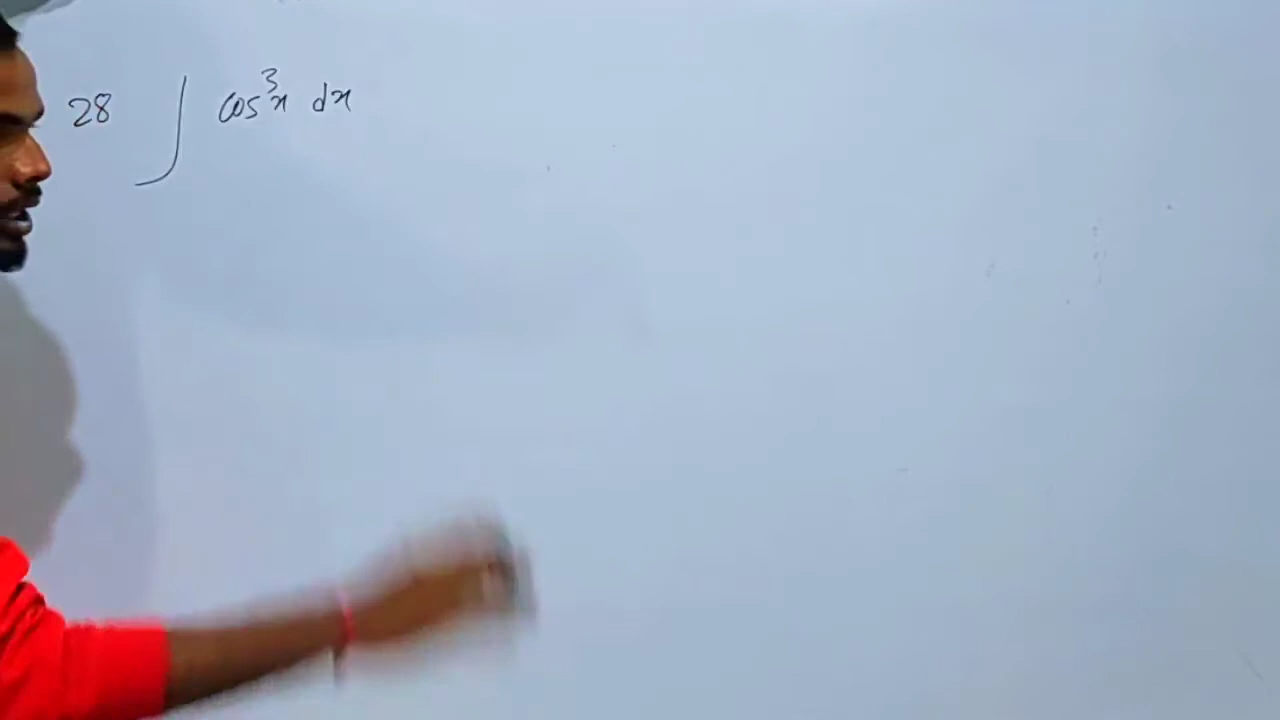 28 ∫ cos³x dx